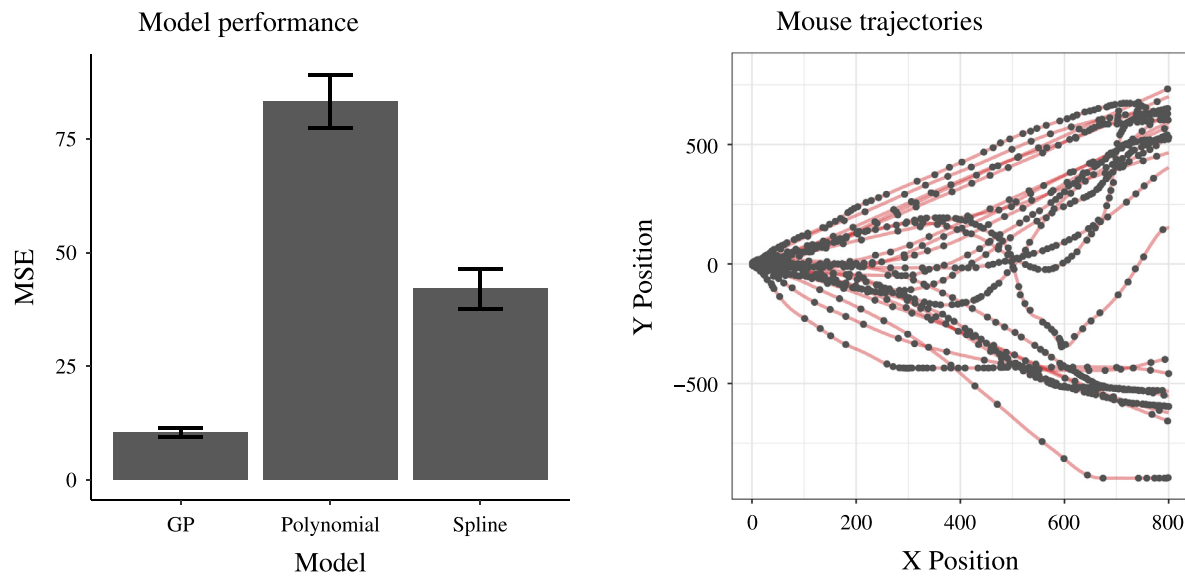 Model performance
MSE
75
50
25
0
GP Polynomial Spline
Model
Mouse trajectories
Y Position
500
0
−500
0 200 400 600 800
X Position